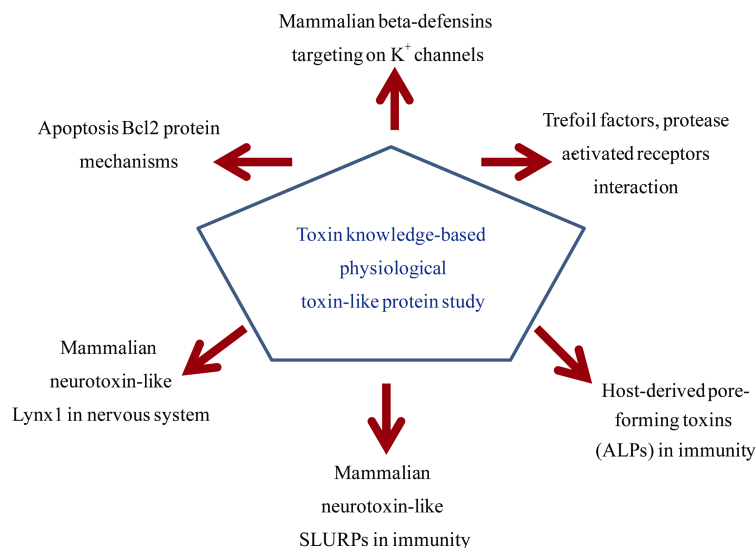 Mammalian beta-defensins
targeting on K⁺ channels
Apoptosis Bcl2 protein
mechanisms
Trefoil factors, protease
activated receptors
interaction
Toxin knowledge-based
physiological
toxin-like protein study
Mammalian
neurotoxin-like
Lynx1 in nervous system
Host-derived pore-
forming toxins
(ALPs) in immunity
Mammalian
neurotoxin-like
SLURPs in immunity